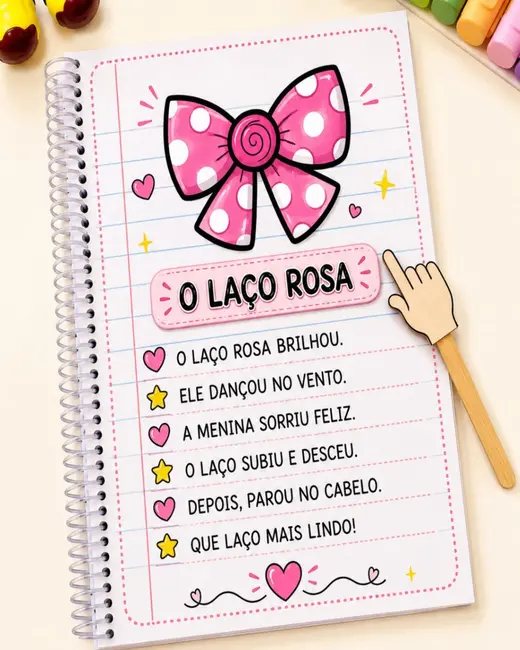 O LAÇO ROSA
O LAÇO ROSA BRILHOU.
ELE DANÇOU NO VENTO.
A MENINA SORRIU FELIZ.
O LAÇO SUBIU E DESCEU.
DEPOIS, PAROU NO CABELO.
QUE LAÇO MAIS LINDO!